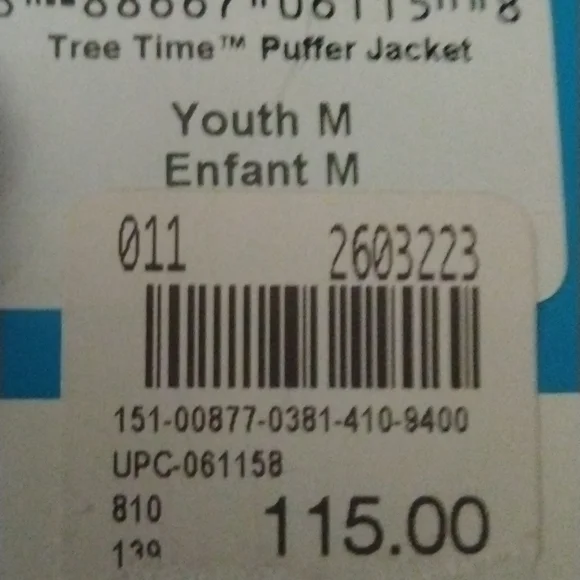 Tree Time™ Puffer Jacket
Youth M
Enfant M
011 2603223
151-00877-0381-410-9400
UPC-061158
810 115.00